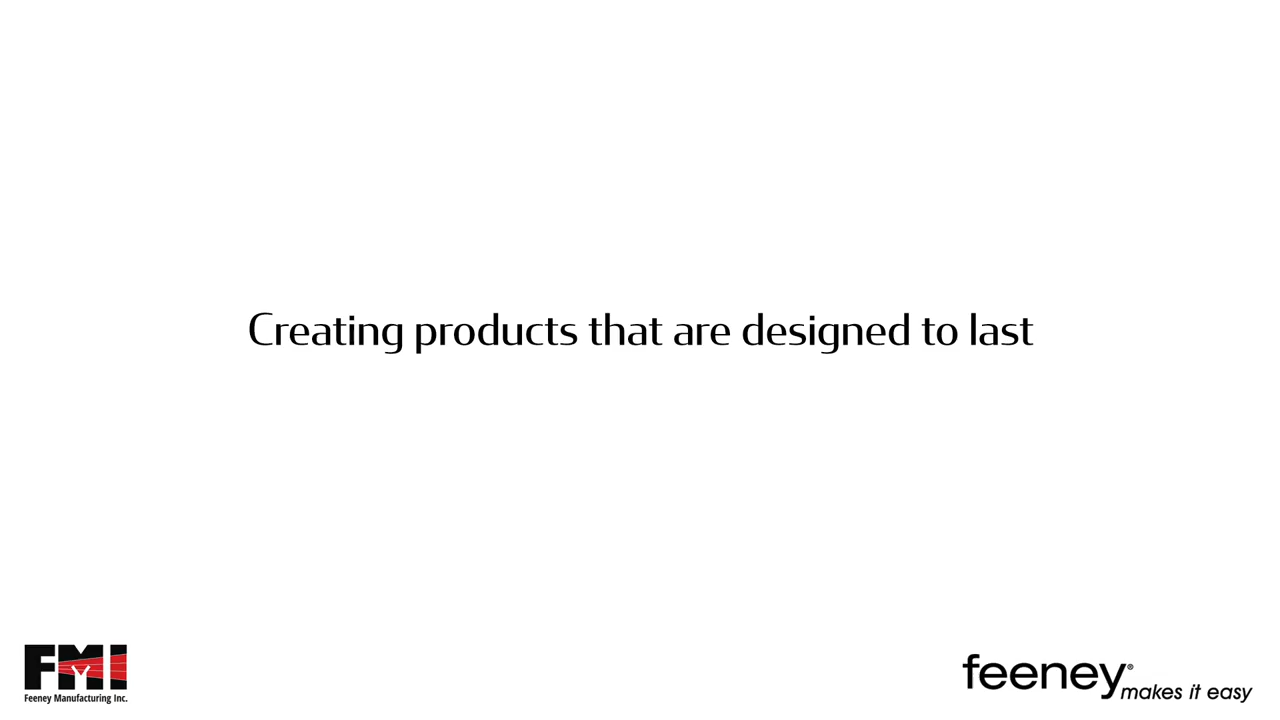 Creating products that are designed to last
FMI
Feeney Manufacturing Inc.
feeney®
makes it easy